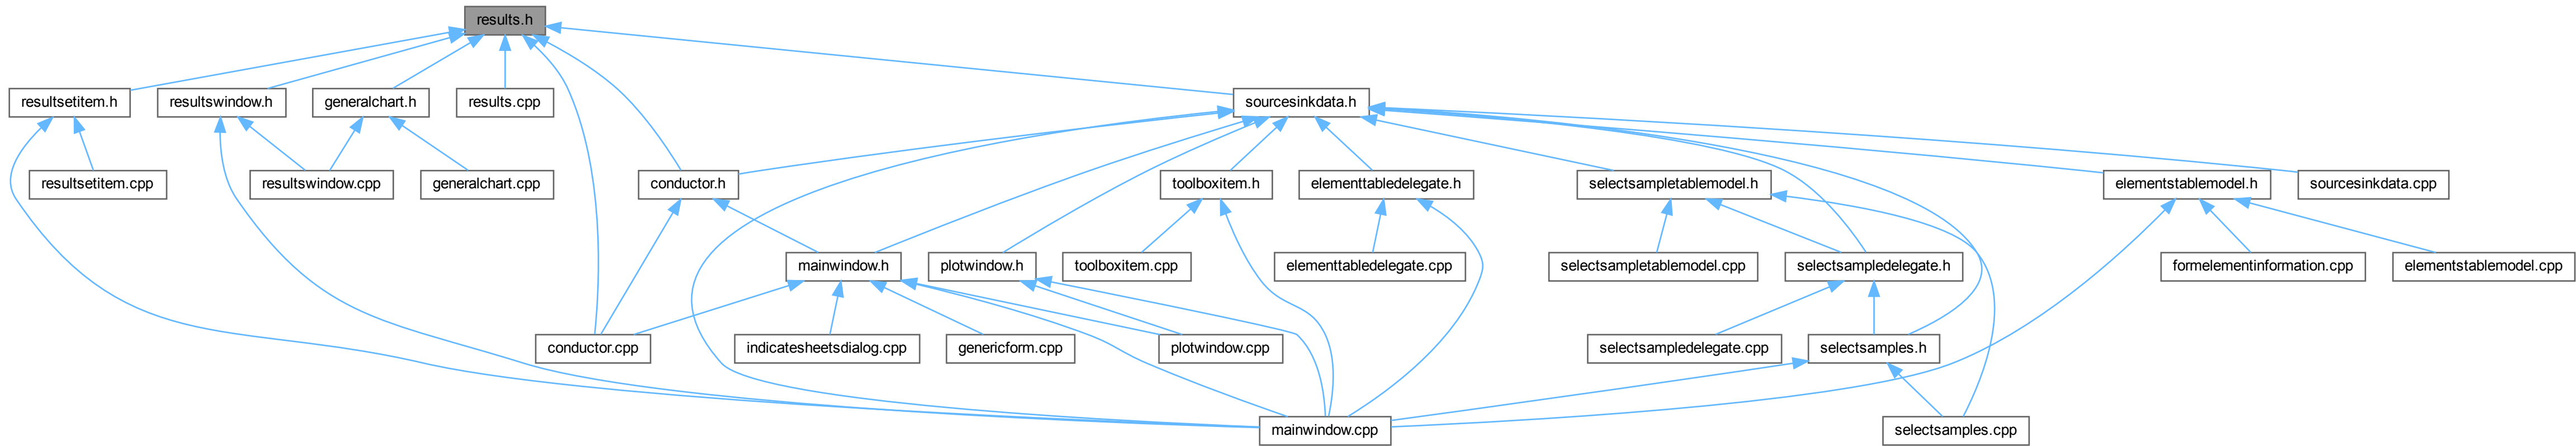 results.h
resultsetitem.h
resultswindow.h
generalchart.h
results.cpp
sourcesinkdata.h
resultsetitem.cpp
resultswindow.cpp
generalchart.cpp
conductor.h
toolboxitem.h
elementtabledelegate.h
selectsampletablemodel.h
elementstablemodel.h
sourcesinkdata.cpp
mainwindow.h
plotwindow.h
toolboxitem.cpp
elementtabledelegate.cpp
selectsampletablemodel.cpp
selectsampledelegate.h
formelementinformation.cpp
elementstablemodel.cpp
conductor.cpp
indicatesheetsdialog.cpp
genericform.cpp
plotwindow.cpp
selectsampledelegate.cpp
selectsamples.h
mainwindow.cpp
selectsamples.cpp